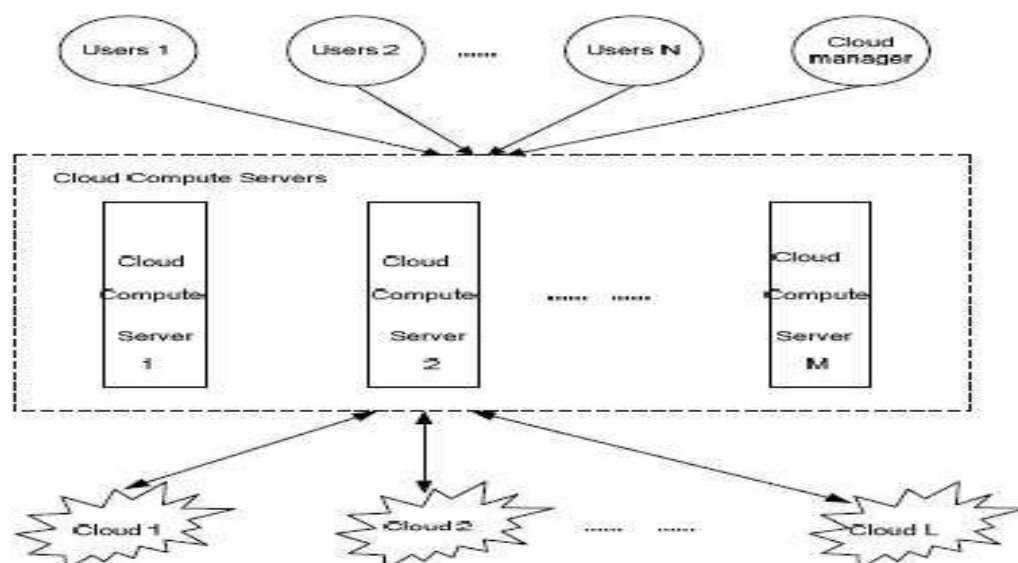 Users 1
Users 2
......
Users N
Cloud
manager
Cloud Compute Servers
Cloud
Compute
Server
1
Cloud
Compute
Server
2
...... ......
Cloud
Compute
Server
M
Cloud 1
Cloud 2
...... ......
Cloud L